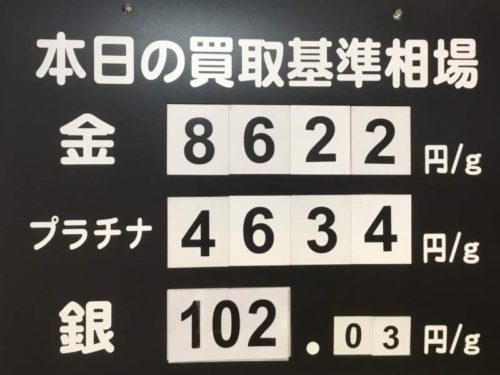 本日の買取基準相場
金 8622 円/g
プラチナ 4634 円/g
銀 102.03 円/g